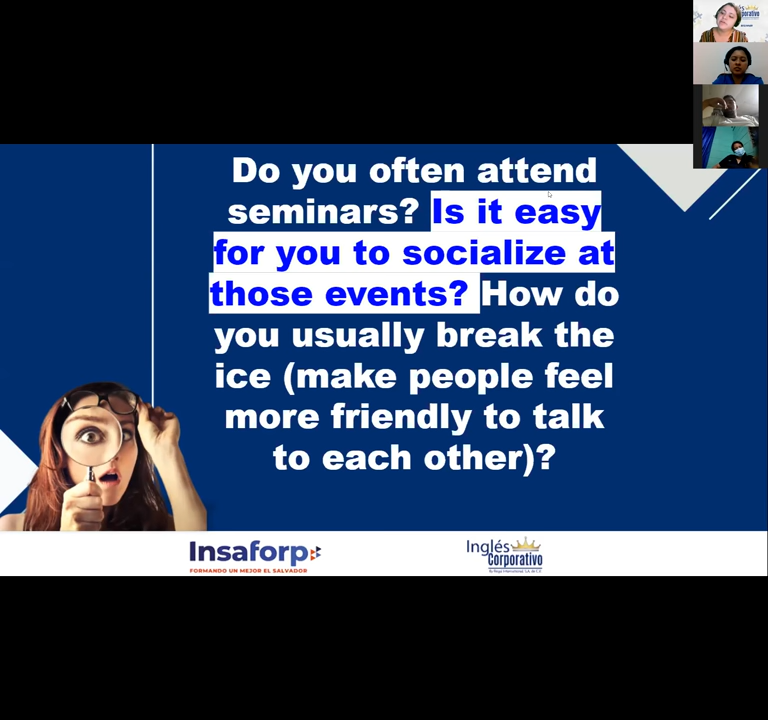 Do you often attend
seminars? Is it easy
for you to socialize at
those events? How do
you usually break the
ice (make people feel
more friendly to talk
to each other)?
Insaforp
FORMANDO UN MEJOR EL SALVADOR
Inglés
Corporativo